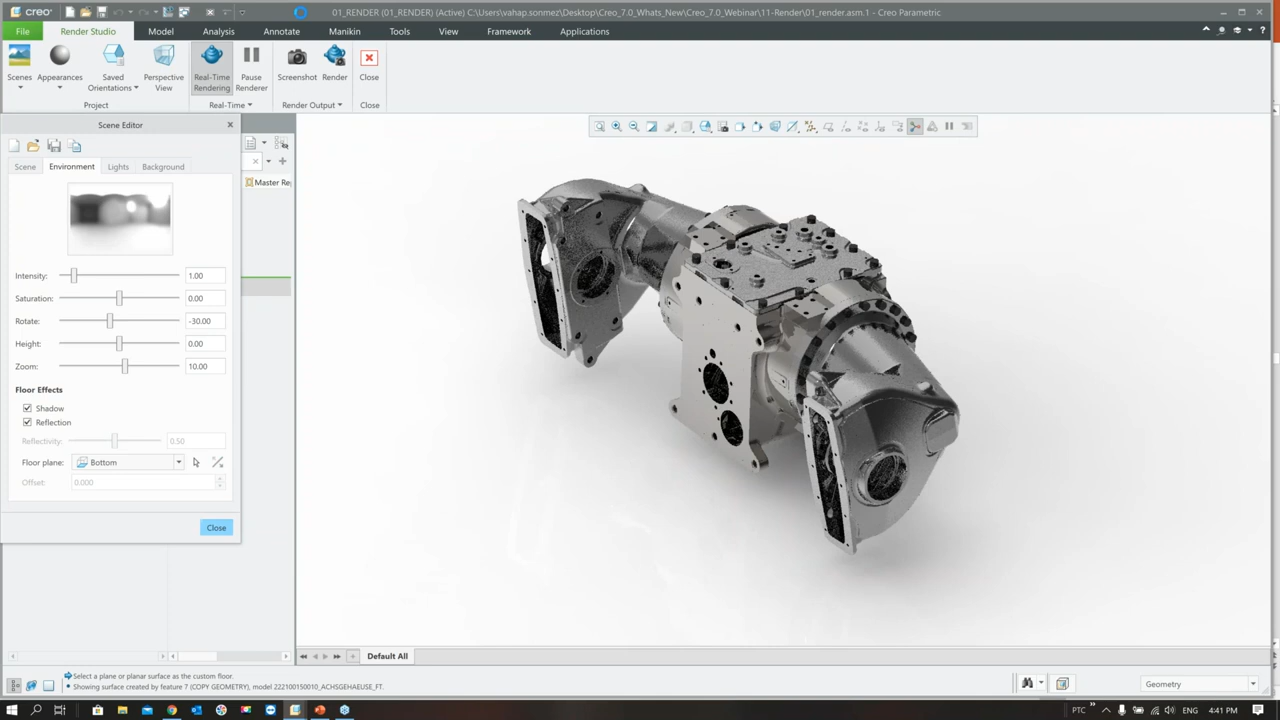 creo
01_RENDER (01_RENDER) (Active) C:\Users\vahap.sonmez\Desktop\Creo_7.0_Whats_New\Creo_7.0_Webinar\11-Render\01_render.asm.1 - Creo Parametric
File Render Studio Model Analysis Annotate Manikin Tools View Framework Applications
Scenes Appearances Saved Orientations Perspective View Real-Time Rendering Pause Renderer Screenshot Render Close
Project Real-Time Render Output Close
Scene Editor
Scene Environment Lights Background
Master Re
Intensity: 1.00
Saturation: 0.00
Rotate: -30.00
Height: 0.00
Zoom: 10.00
Floor Effects
Shadow
Reflection
Reflectivity: 0.50
Floor plane: Bottom
Offset: 0.000
Close
Default All
Select a plane or planar surface as the custom floor.
Showing surface created by feature 7 (COPY GEOMETRY), model 222100150010_ACHSGEHAEUSE_FT.
Geometry
PTC ENG 4:41 PM